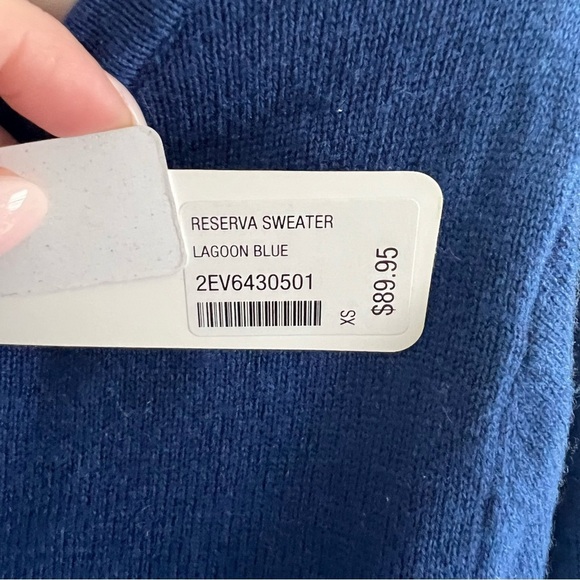 RESERVA SWEATER
LAGOON BLUE
2EV6430501
XS
$89.95